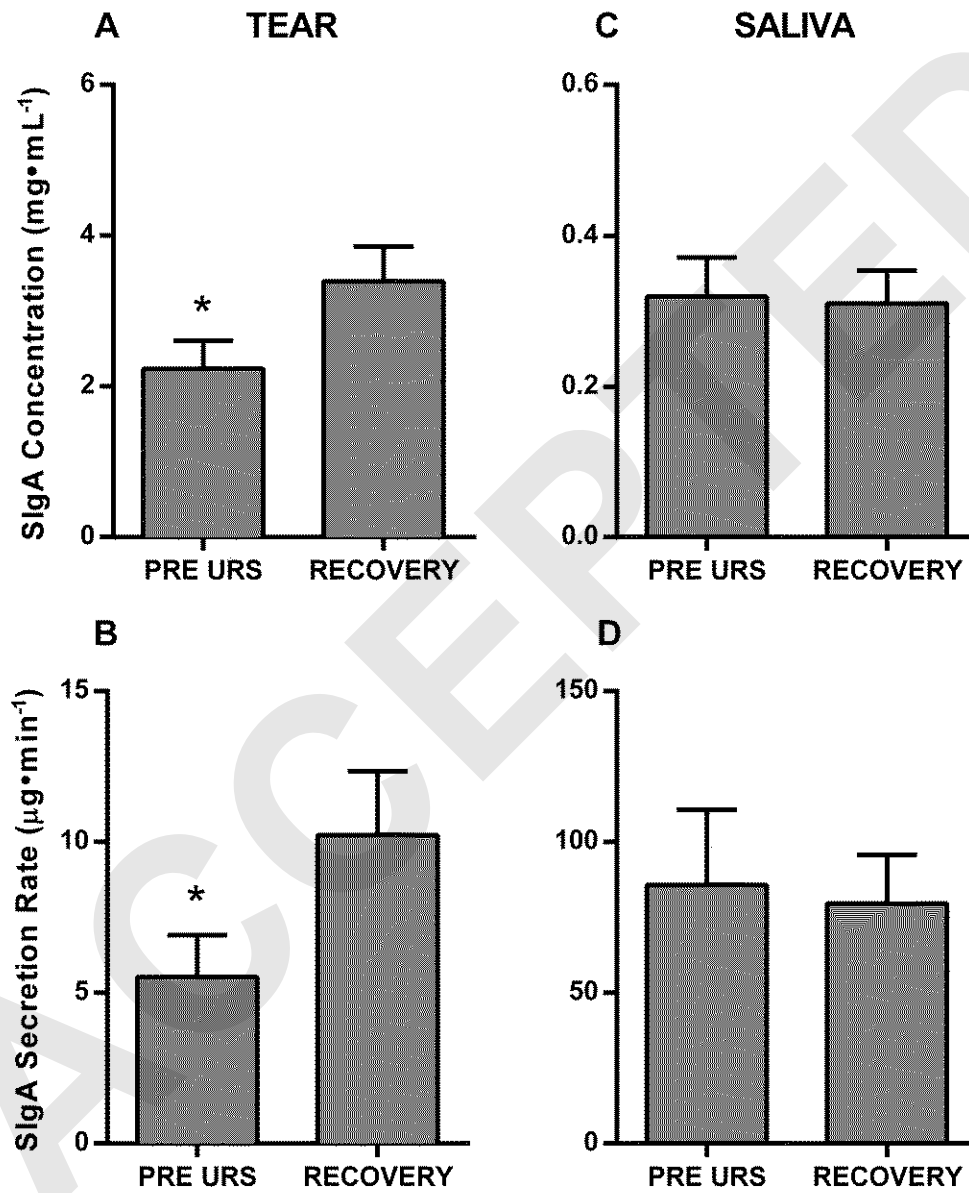 A TEAR
C SALIVA
SIgA Concentration (mg•mL⁻¹)
6
4
2
0
PRE URS RECOVERY
0.6
0.4
0.2
0.0
PRE URS RECOVERY
*
B
D
SIgA Secretion Rate (µg•min⁻¹)
15
10
5
0
PRE URS RECOVERY
150
100
50
0
PRE URS RECOVERY
*
ACCEPTED